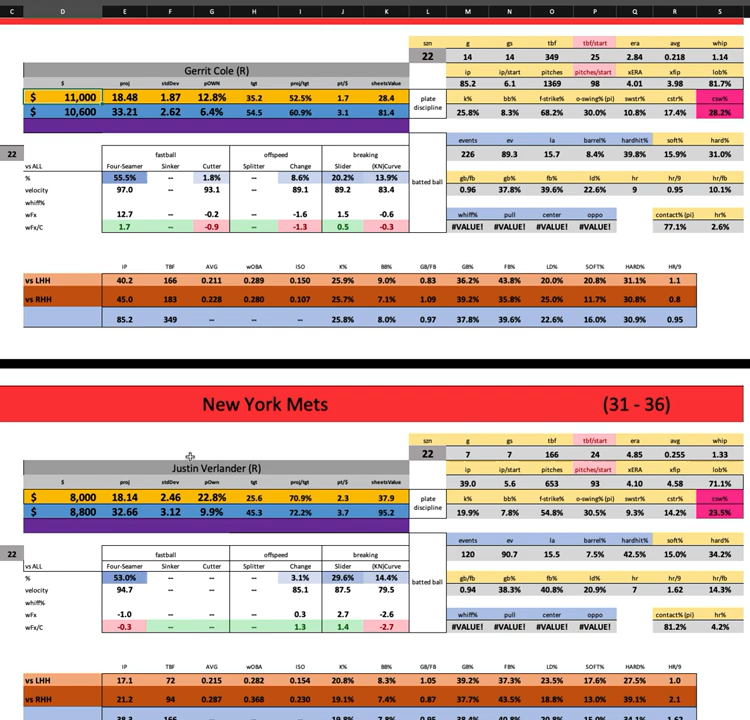 C D E F G H I J K L M N O P Q R S
szn g gs tbf tbf/start era avg whip
22 14 14 349 25 2.84 0.218 1.14
Gerrit Cole (R) ip ip/start pitches pitches/start xERA xfip lob%
$ proj stdDev pOWN tgt proj/tgt pt/$ sheetsValue 85.2 6.1 1369 98 4.01 3.98 81.7%
$ 11,000 18.48 1.87 12.8% 35.2 52.5% 1.7 28.4 plate discipline k% bb% f-strike% o-swing% (pi) swstr% cstr% csw%
$ 10,600 33.21 2.62 6.4% 54.5 60.9% 3.1 81.4 25.8% 8.3% 68.2% 30.0% 10.8% 17.4% 28.2%
events ev la barrel% hardhit% soft% hard%
22 fastball offspeed breaking batted ball 226 89.3 15.7 8.4% 39.8% 15.9% 31.0%
vs ALL Four-Seamer Sinker Cutter Splitter Change Slider (KN)Curve
% 55.5% -- 1.8% -- 8.6% 20.2% 13.9% gb/fb gb% fb% ld% hr hr/9 hr/fb
velocity 97.0 93.1 89.1 89.2 83.4 0.96 37.8% 39.6% 22.6% 9 0.95 10.1%
whiff%
wFx 12.7 -0.2 -1.6 1.5 -0.6 whiff% pull center oppo contact% (pi) hr%
wFx/C 1.7 -- -0.9 -- -1.3 0.5 -0.3 #VALUE! #VALUE! #VALUE! #VALUE! 77.1% 2.6%
IP TBF AVG wOBA ISO K% BB% GB/FB GB% FB% LD% SOFT% HARD% HR/9
vs LHH 40.2 166 0.211 0.289 0.150 25.9% 9.0% 0.83 36.2% 43.8% 20.0% 20.8% 31.1% 1.1
vs RHH 45.0 183 0.228 0.280 0.107 25.7% 7.1% 1.09 39.2% 35.8% 25.0% 11.7% 30.8% 0.8
85.2 349 -- -- -- 25.8% 8.0% 0.97 37.8% 39.6% 22.6% 16.0% 30.9% 0.95
New York Mets (31 - 36)
szn g gs tbf tbf/start era avg whip
22 7 7 166 24 4.85 0.255 1.33
Justin Verlander (R) ip ip/start pitches pitches/start xERA xfip lob%
$ proj stdDev pOwn tgt proj/tgt pt/$ sheetsValue 39.0 5.6 653 93 4.10 4.58 71.1%
$ 8,000 18.14 2.46 22.8% 25.6 70.9% 2.3 37.9 plate discipline k% bb% f-strike% o-swing% (pi) swstr% cstr% csw%
$ 8,800 32.66 3.12 9.9% 45.3 72.2% 3.7 95.2 19.9% 7.8% 54.8% 30.5% 9.3% 14.2% 23.5%
events ev la barrel% hardhit% soft% hard%
22 fastball offspeed breaking batted ball 120 90.7 15.5 7.5% 42.5% 15.0% 34.2%
vs ALL Four-Seamer Sinker Cutter Splitter Change Slider (KN)Curve
% 53.0% -- -- -- 3.1% 29.6% 14.4% gb/fb gb% fb% ld% hr hr/9 hr/fb
velocity 94.7 85.1 87.5 79.5 0.94 38.3% 40.8% 20.9% 7 1.62 14.3%
whiff%
wFx -1.0 0.3 2.7 -2.6 whiff% pull center oppo contact% (pi) hr%
wFx/C -0.3 -- -- -- 1.3 1.4 -2.7 #VALUE! #VALUE! #VALUE! #VALUE! 81.2% 4.2%
IP TBF AVG wOBA ISO K% BB% GB/FB GB% FB% LD% SOFT% HARD% HR/9
vs LHH 17.1 72 0.215 0.282 0.154 20.8% 8.3% 1.05 39.2% 37.3% 23.5% 17.6% 27.5% 1.0
vs RHH 21.2 94 0.287 0.368 0.230 19.1% 7.4% 0.87 37.7% 43.5% 18.8% 13.0% 39.1% 2.1